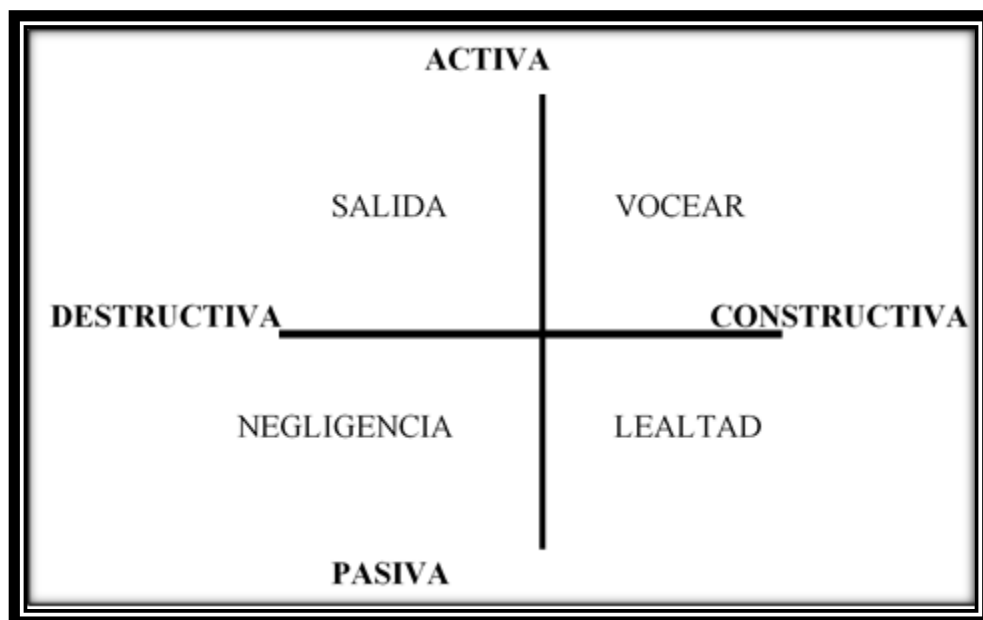 ACTIVA
SALIDA VOCEAR
DESTRUCTIVA CONSTRUCTIVA
NEGLIGENCIA LEALTAD
PASIVA